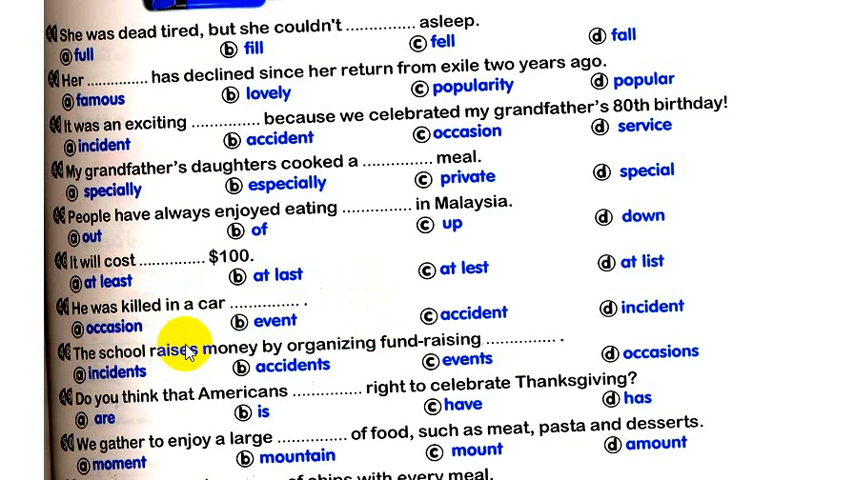 She was dead tired, but she couldn't .............. asleep.
ⓐ full ⓑ fill ⓒ fell ⓓ fall
Her .............. has declined since her return from exile two years ago.
ⓐ famous ⓑ lovely ⓒ popularity ⓓ popular
It was an exciting .............. because we celebrated my grandfather's 80th birthday!
ⓐ incident ⓑ accident ⓒ occasion ⓓ service
My grandfather's daughters cooked a .............. meal.
ⓐ specially ⓑ especially ⓒ private ⓓ special
People have always enjoyed eating .............. in Malaysia.
ⓐ out ⓑ of ⓒ up ⓓ down
It will cost .............. $100.
ⓐ at least ⓑ at last ⓒ at lest ⓓ at list
He was killed in a car .............. .
ⓐ occasion ⓑ event ⓒ accident ⓓ incident
The school raises money by organizing fund-raising .............. .
ⓐ incidents ⓑ accidents ⓒ events ⓓ occasions
Do you think that Americans .............. right to celebrate Thanksgiving?
ⓐ are ⓑ is ⓒ have ⓓ has
We gather to enjoy a large .............. of food, such as meat, pasta and desserts.
ⓐ moment ⓑ mountain ⓒ mount ⓓ amount
of chips with every meal.